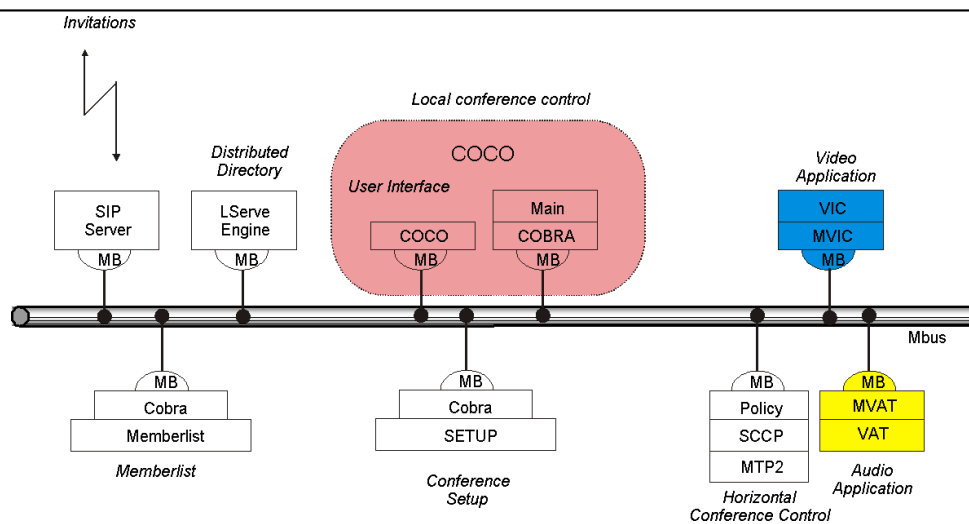 Invitations
Local conference control
COCO
Distributed
Directory
User Interface
Video
Application
SIP
Server
LServe
Engine
COCO
Main
COBRA
VIC
MVIC
MB
MB
MB
MB
MB
Mbus
MB
MB
MB
MB
Cobra
Memberlist
Memberlist
Cobra
SETUP
Conference
Setup
Policy
SCCP
MTP2
Horizontal
Conference Control
MVAT
VAT
Audio
Application